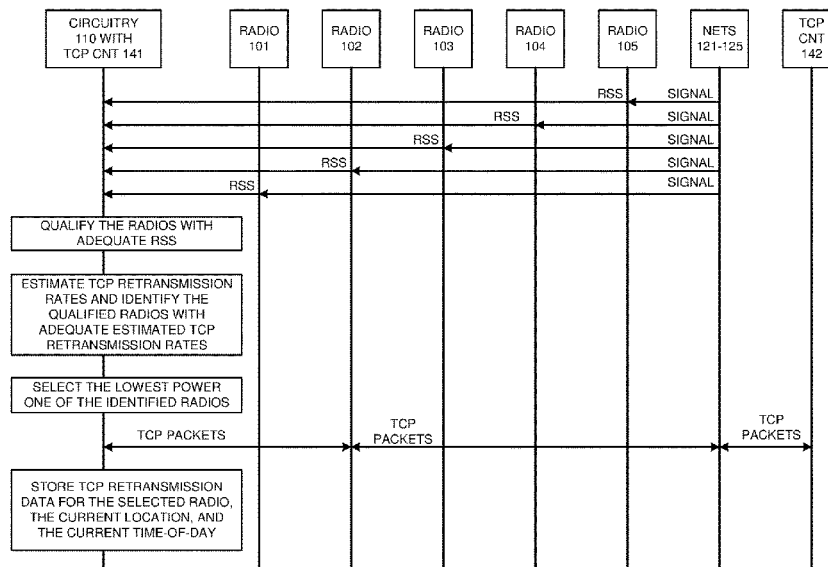 CIRCUITRY
110 WITH
TCP CNT 141
RADIO
101
RADIO
102
RADIO
103
RADIO
104
RADIO
105
NETS
121-125
TCP
CNT
142
RSS
SIGNAL
RSS
SIGNAL
RSS
SIGNAL
RSS
SIGNAL
RSS
SIGNAL
QUALIFY THE RADIOS WITH
ADEQUATE RSS
ESTIMATE TCP RETRANSMISSION
RATES AND IDENTIFY THE
QUALIFIED RADIOS WITH
ADEQUATE ESTIMATED TCP
RETRANSMISSION RATES
SELECT THE LOWEST POWER
ONE OF THE IDENTIFIED RADIOS
TCP PACKETS
TCP
PACKETS
TCP
PACKETS
STORE TCP RETRANSMISSION
DATA FOR THE SELECTED RADIO,
THE CURRENT LOCATION, AND
THE CURRENT TIME-OF-DAY